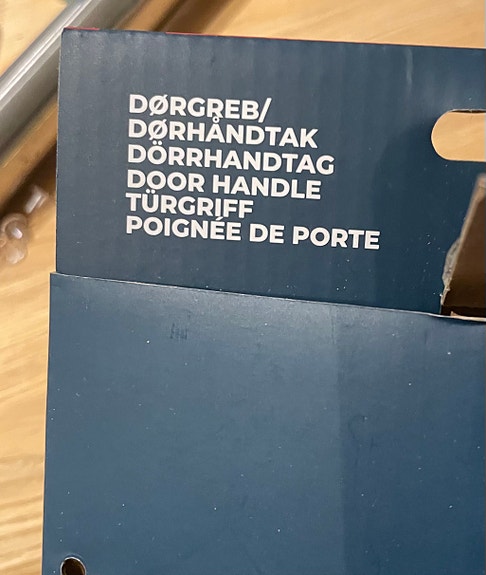 DØRGREB/
DØRHÅNDTAK
DÖRRHANDTAG
DOOR HANDLE
TÜRGRIFF
POIGNÉE DE PORTE